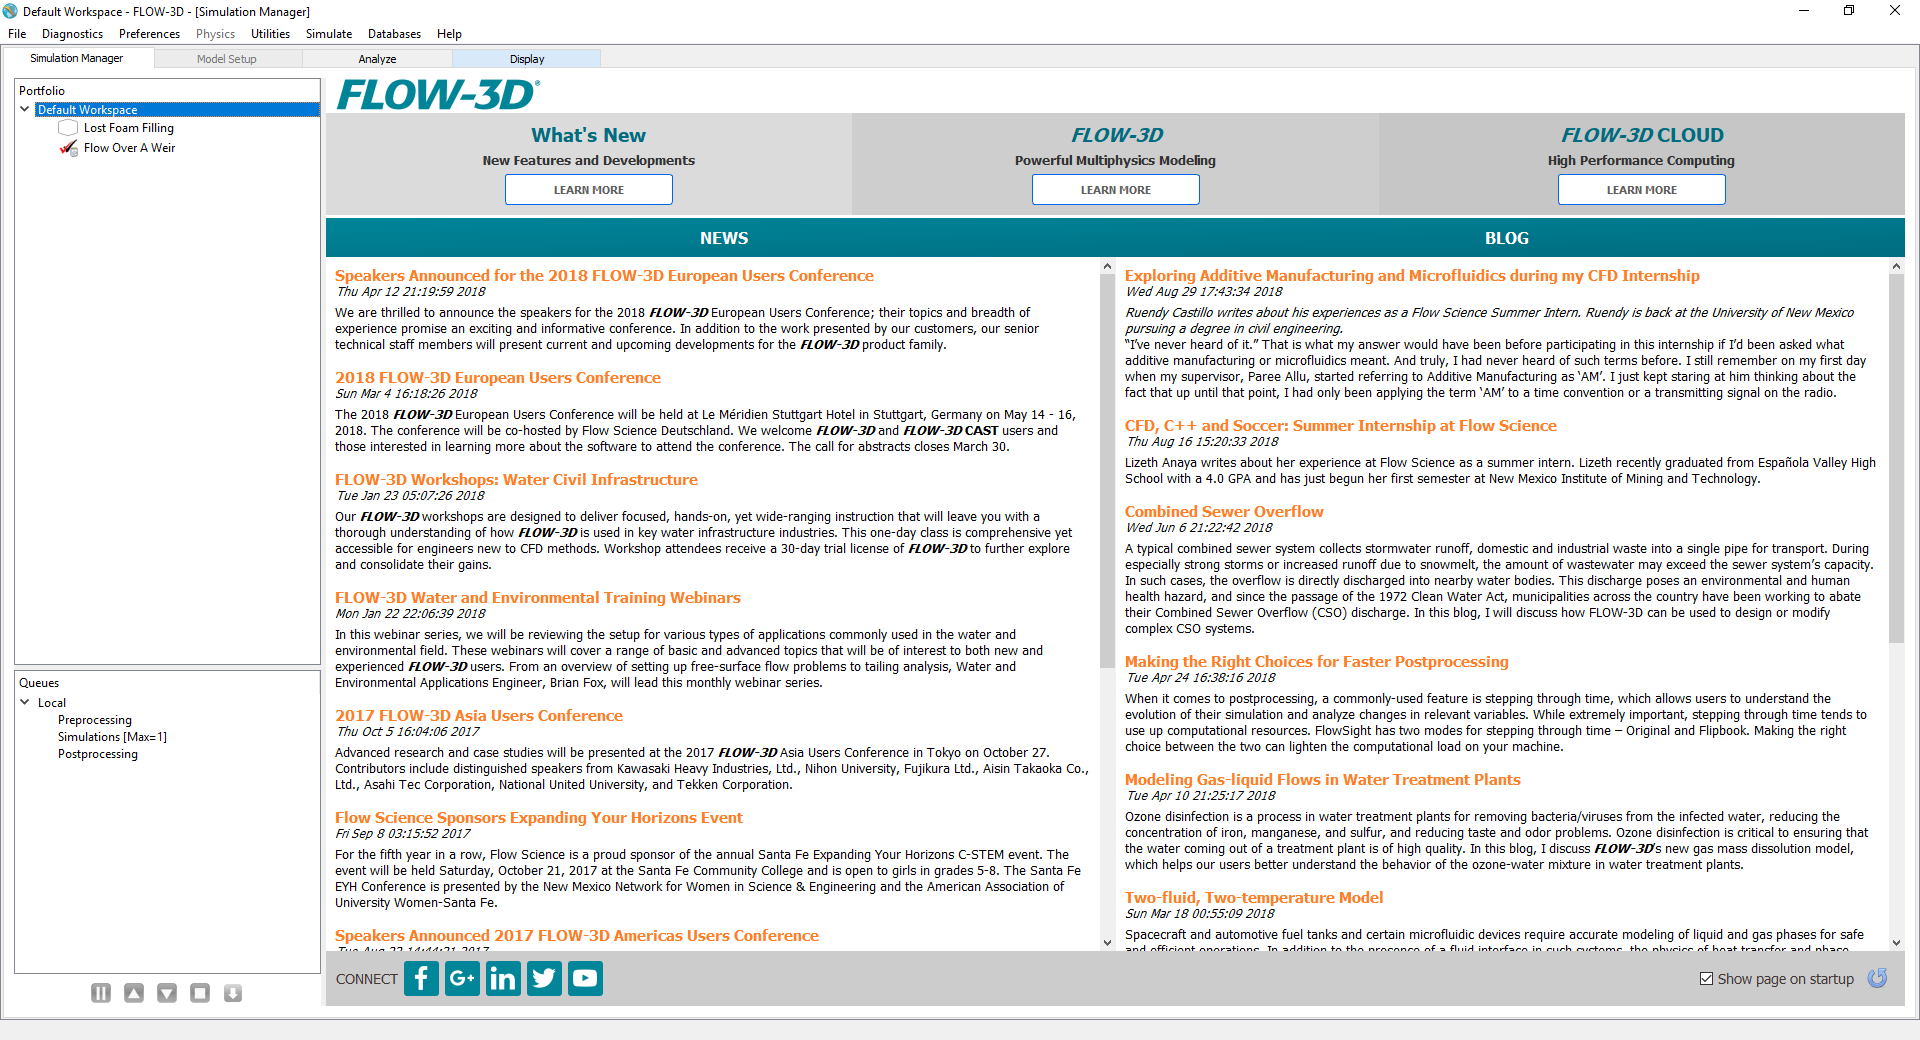 Default Workspace - FLOW-3D - [Simulation Manager]
File Diagnostics Preferences Physics Utilities Simulate Databases Help
Simulation Manager Model Setup Analyze Display
Portfolio
Default Workspace
Lost Foam Filling
Flow Over A Weir
Queues
Local
Preprocessing
Simulations [Max=1]
Postprocessing
FLOW-3D®
What's New
New Features and Developments
LEARN MORE
FLOW-3D
Powerful Multiphysics Modeling
LEARN MORE
FLOW-3D CLOUD
High Performance Computing
LEARN MORE
NEWS
Speakers Announced for the 2018 FLOW-3D European Users Conference
Thu Apr 12 21:19:59 2018
We are thrilled to announce the speakers for the 2018 FLOW-3D European Users Conference; their topics and breadth of
experience promise an exciting and informative conference. In addition to the work presented by our customers, our senior
technical staff members will present current and upcoming developments for the FLOW-3D product family.
2018 FLOW-3D European Users Conference
Sun Mar 4 16:18:26 2018
The 2018 FLOW-3D European Users Conference will be held at Le Méridien Stuttgart Hotel in Stuttgart, Germany on May 14 - 16,
2018. The conference will be co-hosted by Flow Science Deutschland. We welcome FLOW-3D and FLOW-3D CAST users and
those interested in learning more about the software to attend the conference. The call for abstracts closes March 30.
FLOW-3D Workshops: Water Civil Infrastructure
Tue Jan 23 05:07:26 2018
Our FLOW-3D workshops are designed to deliver focused, hands-on, yet wide-ranging instruction that will leave you with a
thorough understanding of how FLOW-3D is used in key water infrastructure industries. This one-day class is comprehensive yet
accessible for engineers new to CFD methods. Workshop attendees receive a 30-day trial license of FLOW-3D to further explore
and consolidate their gains.
FLOW-3D Water and Environmental Training Webinars
Mon Jan 22 22:06:39 2018
In this webinar series, we will be reviewing the setup for various types of applications commonly used in the water and
environmental field. These webinars will cover a range of basic and advanced topics that will be of interest to both new and
experienced FLOW-3D users. From an overview of setting up free-surface flow problems to tailing analysis, Water and
Environmental Applications Engineer, Brian Fox, will lead this monthly webinar series.
2017 FLOW-3D Asia Users Conference
Thu Oct 5 16:04:06 2017
Advanced research and case studies will be presented at the 2017 FLOW-3D Asia Users Conference in Tokyo on October 27.
Contributors include distinguished speakers from Kawasaki Heavy Industries, Ltd., Nihon University, Fujikura Ltd., Aisin Takaoka Co.,
Ltd., Asahi Tec Corporation, National United University, and Tekken Corporation.
Flow Science Sponsors Expanding Your Horizons Event
Fri Sep 8 03:15:52 2017
For the fifth year in a row, Flow Science is a proud sponsor of the annual Santa Fe Expanding Your Horizons C-STEM event. The
event will be held Saturday, October 21, 2017 at the Santa Fe Community College and is open to girls in grades 5-8. The Santa Fe
EYH Conference is presented by the New Mexico Network for Women in Science & Engineering and the American Association of
University Women-Santa Fe.
Speakers Announced 2017 FLOW-3D Americas Users Conference
Tue Aug 22 14:44:21 2017
BLOG
Exploring Additive Manufacturing and Microfluidics during my CFD Internship
Wed Aug 29 17:43:34 2018
Ruendy Castillo writes about his experiences as a Flow Science Summer Intern. Ruendy is back at the University of New Mexico
pursuing a degree in civil engineering.
“I’ve never heard of it.” That is what my answer would have been before participating in this internship if I’d been asked what
additive manufacturing or microfluidics meant. And truly, I had never heard of such terms before. I still remember on my first day
when my supervisor, Paree Allu, started referring to Additive Manufacturing as ‘AM’. I just kept staring at him thinking about the
fact that up until that point, I had only been applying the term ‘AM’ to a time convention or a transmitting signal on the radio.
CFD, C++ and Soccer: Summer Internship at Flow Science
Thu Aug 16 15:20:33 2018
Lizeth Anaya writes about her experience at Flow Science as a summer intern. Lizeth recently graduated from Española Valley High
School with a 4.0 GPA and has just begun her first semester at New Mexico Institute of Mining and Technology.
Combined Sewer Overflow
Wed Jun 6 21:22:42 2018
A typical combined sewer system collects stormwater runoff, domestic and industrial waste into a single pipe for transport. During
especially strong storms or increased runoff due to snowmelt, the amount of wastewater may exceed the sewer system’s capacity.
In such cases, the overflow is directly discharged into nearby water bodies. This discharge poses an environmental and human
health hazard, and since the passage of the 1972 Clean Water Act, municipalities across the country have been working to abate
their Combined Sewer Overflow (CSO) discharge. In this blog, I will discuss how FLOW-3D can be used to design or modify
complex CSO systems.
Making the Right Choices for Faster Postprocessing
Tue Apr 24 16:38:16 2018
When it comes to postprocessing, a commonly-used feature is stepping through time, which allows users to understand the
evolution of their simulation and analyze changes in relevant variables. While extremely important, stepping through time tends to
use up computational resources. FlowSight has two modes for stepping through time – Original and Flipbook. Making the right
choice between the two can lighten the computational load on your machine.
Modeling Gas-liquid Flows in Water Treatment Plants
Tue Apr 10 21:25:17 2018
Ozone disinfection is a process in water treatment plants for removing bacteria/viruses from the infected water, reducing the
concentration of iron, manganese, and sulfur, and reducing taste and odor problems. Ozone disinfection is critical to ensuring that
the water coming out of a treatment plant is of high quality. In this blog, I discuss FLOW-3D’s new gas mass dissolution model,
which helps our users better understand the behavior of the ozone-water mixture in water treatment plants.
Two-fluid, Two-temperature Model
Sun Mar 18 00:55:09 2018
Spacecraft and automotive fuel tanks and certain microfluidic devices require accurate modeling of liquid and gas phases for safe
and efficient operations. In addition to the presence of a fluid interface in such systems, the physics of heat transfer and phase
CONNECT
f G+ in
Show page on startup